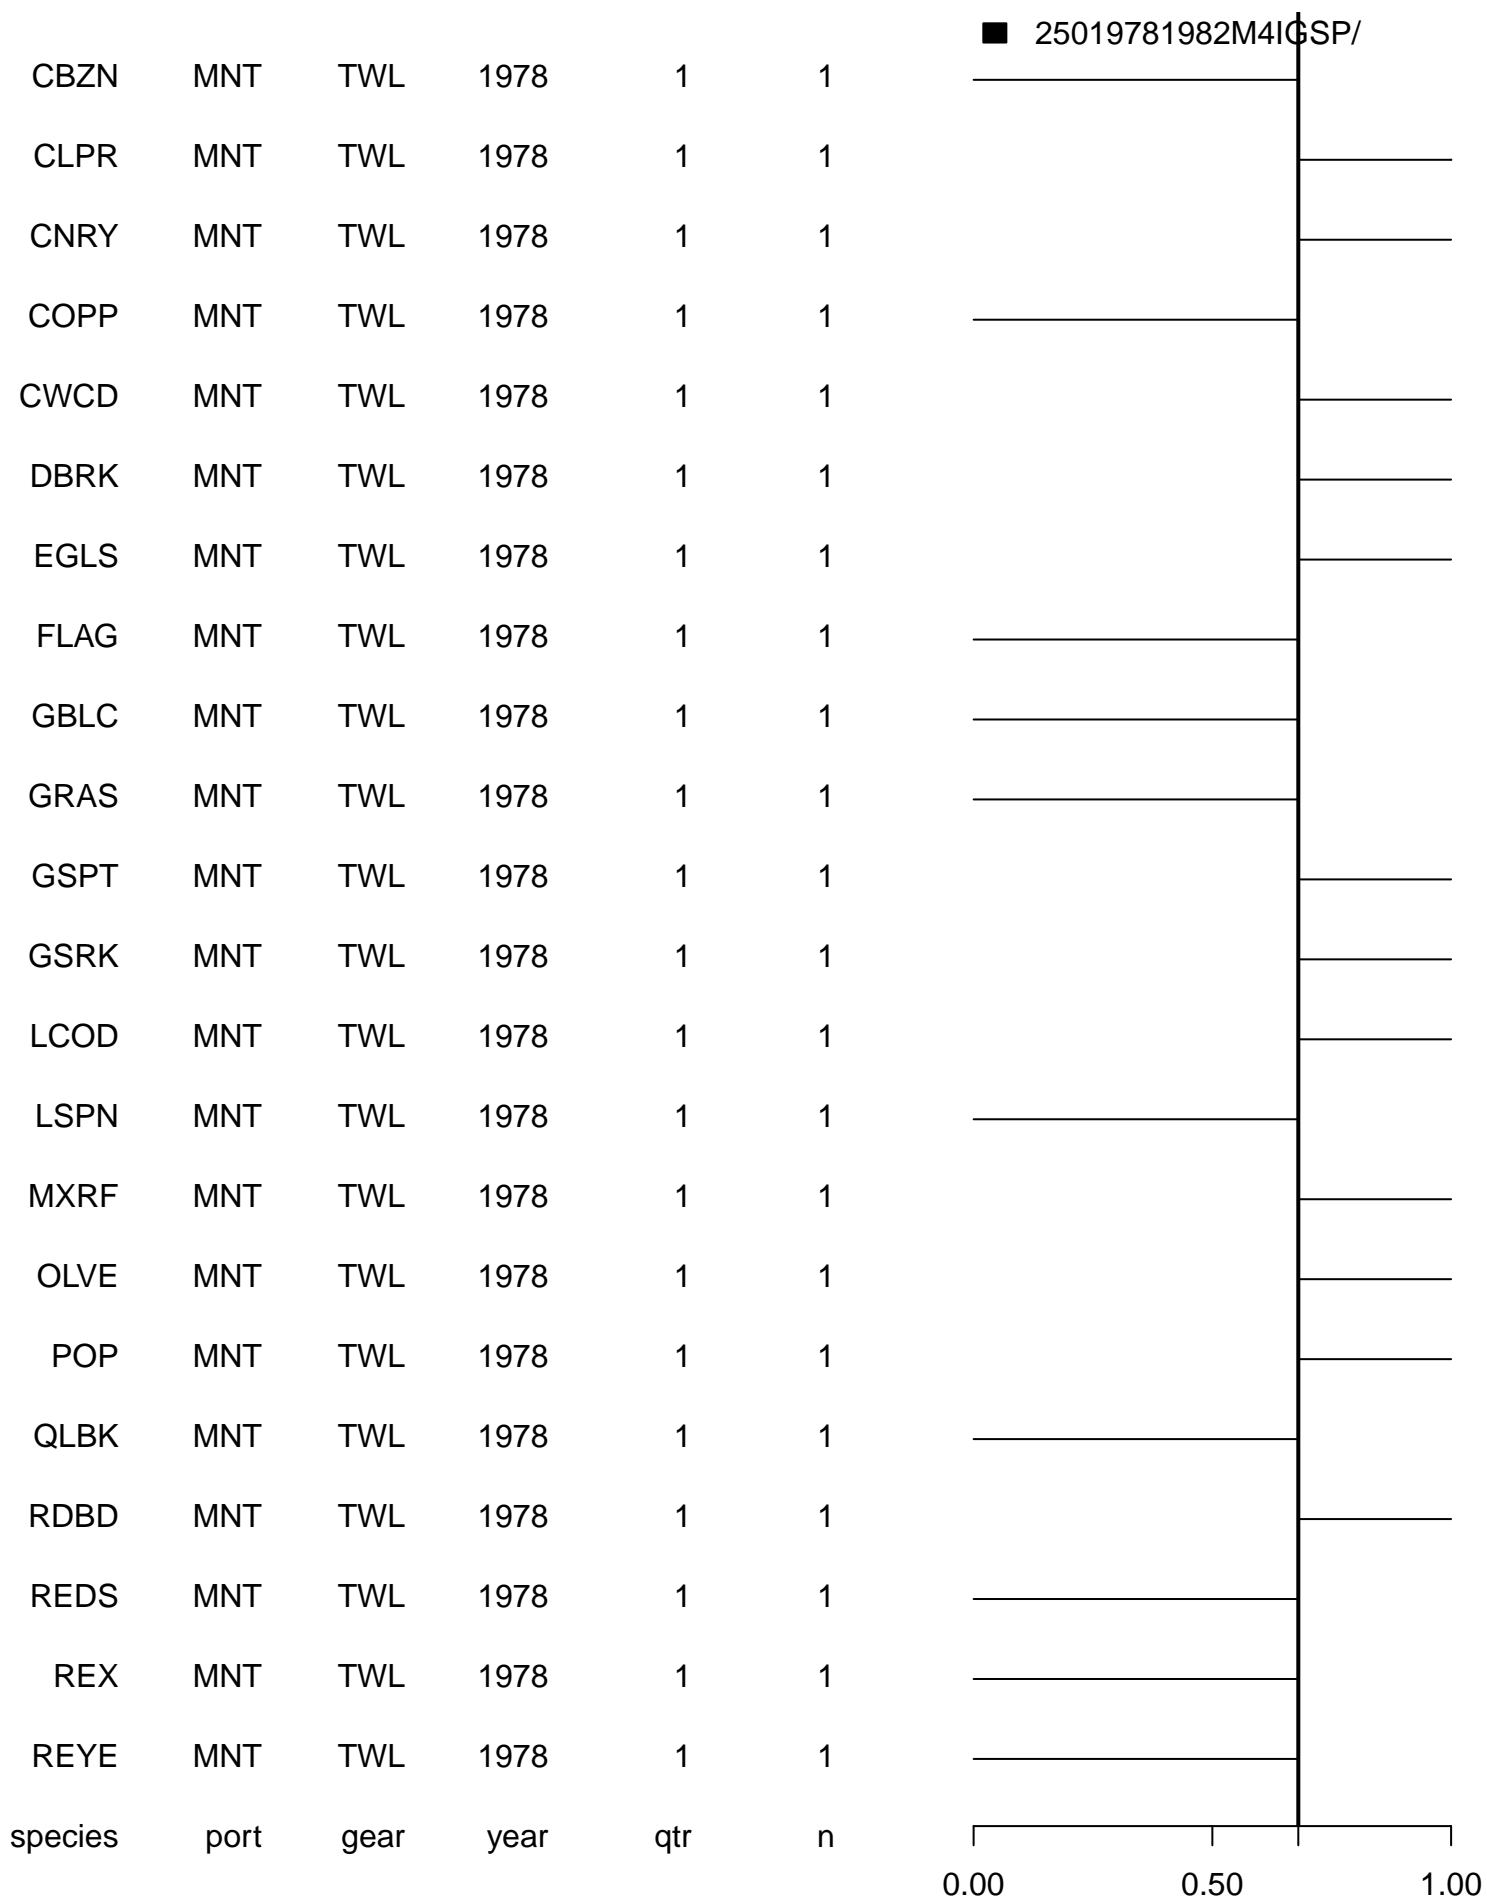 25019781982M4IGSP/
CBZN MNT TWL 1978 1 1
CLPR MNT TWL 1978 1 1
CNRY MNT TWL 1978 1 1
COPP MNT TWL 1978 1 1
CWCD MNT TWL 1978 1 1
DBRK MNT TWL 1978 1 1
EGLS MNT TWL 1978 1 1
FLAG MNT TWL 1978 1 1
GBLC MNT TWL 1978 1 1
GRAS MNT TWL 1978 1 1
GSPT MNT TWL 1978 1 1
GSRK MNT TWL 1978 1 1
LCOD MNT TWL 1978 1 1
LSPN MNT TWL 1978 1 1
MXRF MNT TWL 1978 1 1
OLVE MNT TWL 1978 1 1
POP MNT TWL 1978 1 1
QLBK MNT TWL 1978 1 1
RDBD MNT TWL 1978 1 1
REDS MNT TWL 1978 1 1
REX MNT TWL 1978 1 1
REYE MNT TWL 1978 1 1
species port gear year qtr n
0.00 0.50 1.00